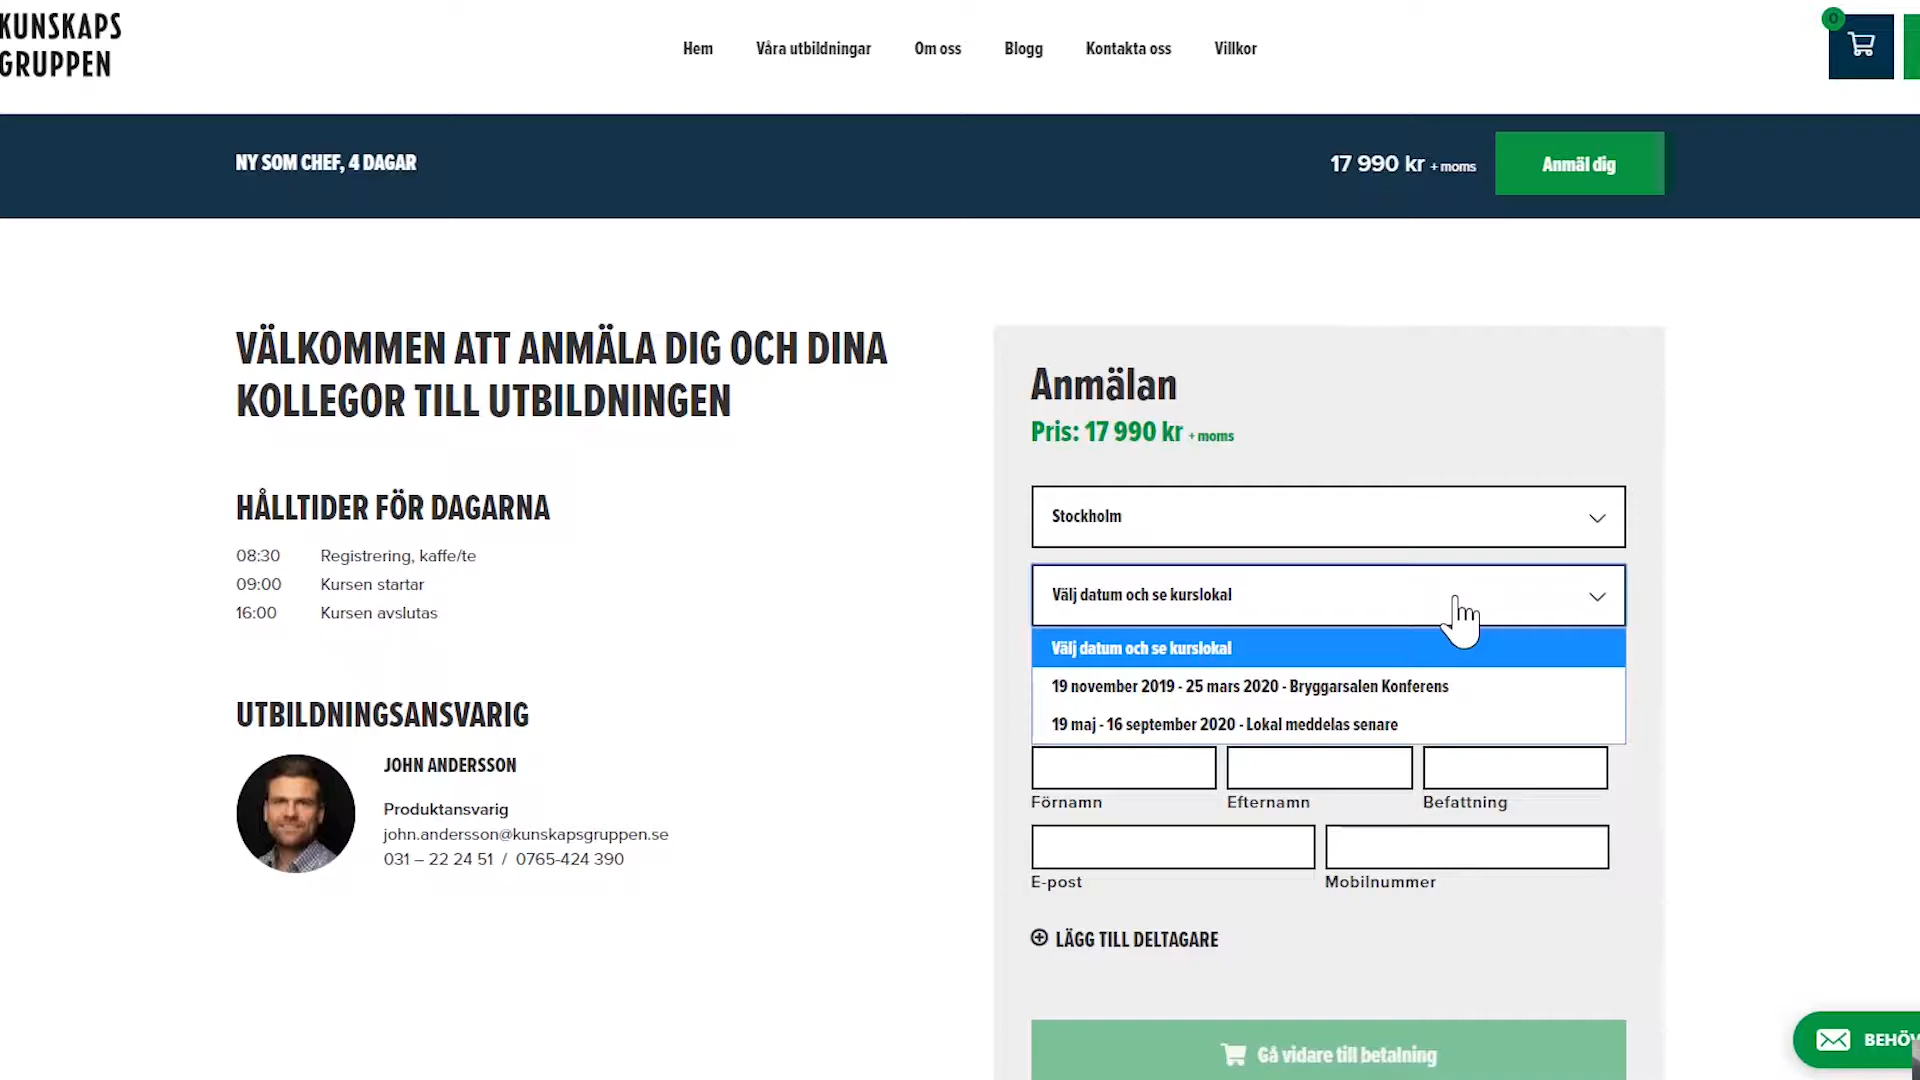 KUNSKAPS
GRUPPEN
Hem
Våra utbildningar
Om oss
Blogg
Kontakta oss
Villkor
0
NY SOM CHEF, 4 DAGAR
17 990 kr + moms
Anmäl dig
VÄLKOMMEN ATT ANMÄLA DIG OCH DINA
KOLLEGOR TILL UTBILDNINGEN
HÅLLTIDER FÖR DAGARNA
08:30 Registrering, kaffe/te
09:00 Kursen startar
16:00 Kursen avslutas
UTBILDNINGSANSVARIG
JOHN ANDERSSON
Produktansvarig
john.andersson@kunskapsgruppen.se
031 – 22 24 51 / 0765-424 390
Anmälan
Pris: 17 990 kr + moms
Stockholm
Välj datum och se kurslokal
Välj datum och se kurslokal
19 november 2019 - 25 mars 2020 - Bryggarsalen Konferens
19 maj - 16 september 2020 - Lokal meddelas senare
Förnamn
Efternamn
Befattning
E-post
Mobilnummer
LÄGG TILL DELTAGARE
Gå vidare till betalning
BEHÖV